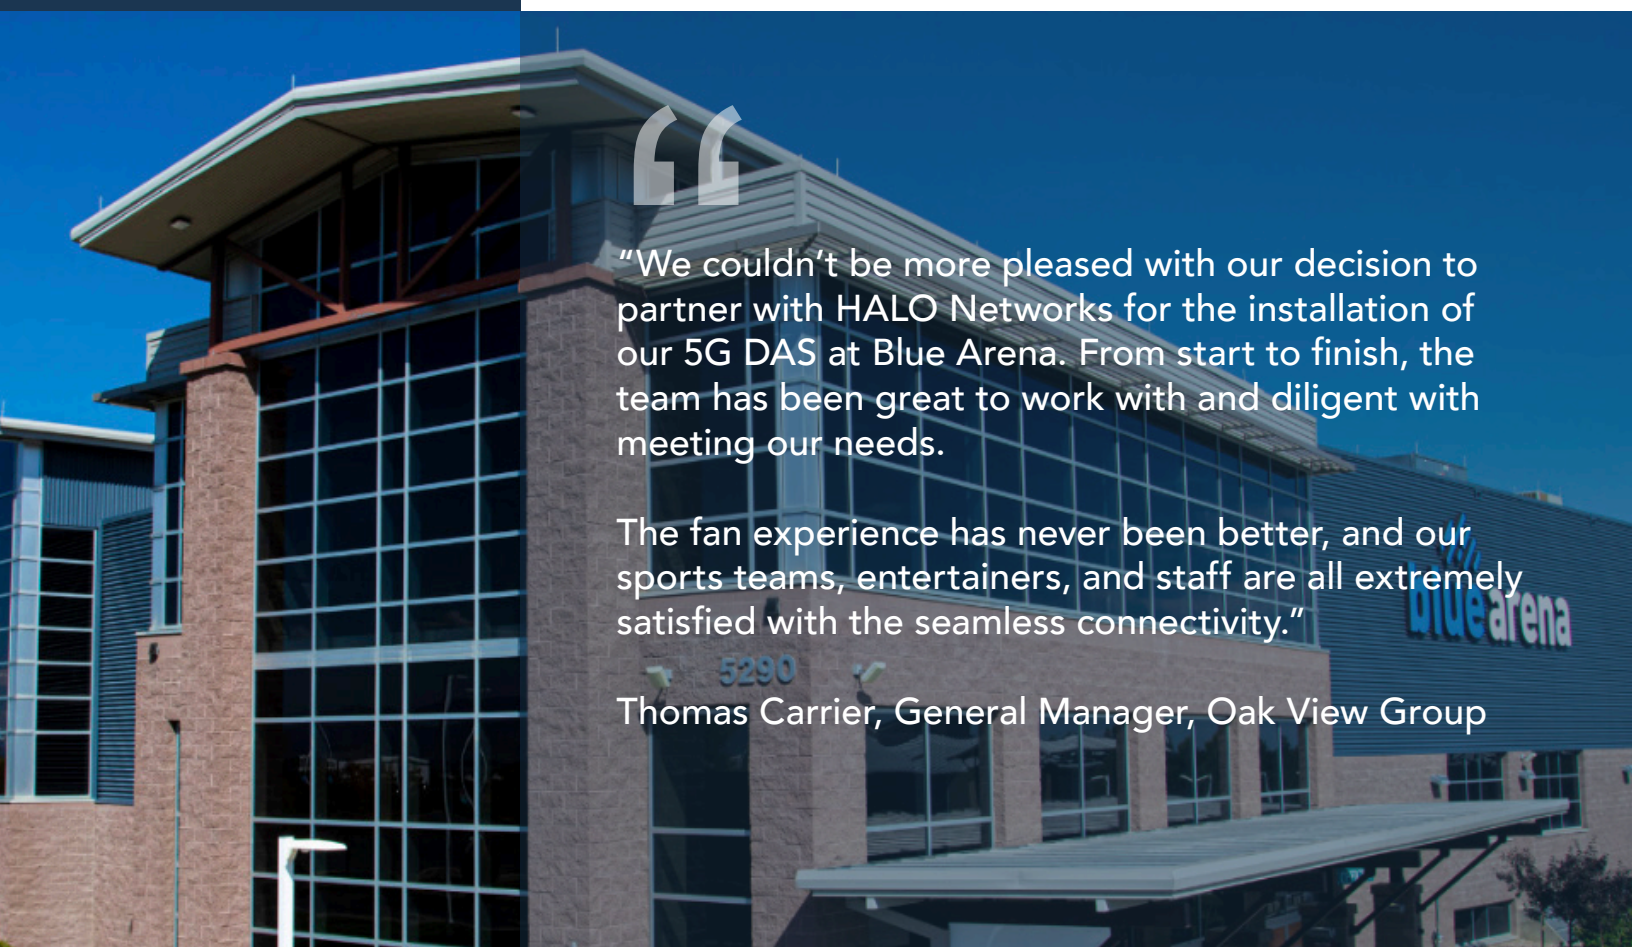 “
“We couldn’t be more pleased with our decision to
partner with HALO Networks for the installation of
our 5G DAS at Blue Arena. From start to finish, the
team has been great to work with and diligent with
meeting our needs.
The fan experience has never been better, and our
sports teams, entertainers, and staff are all extremely
satisfied with the seamless connectivity.”
blue arena
5290
Thomas Carrier, General Manager, Oak View Group